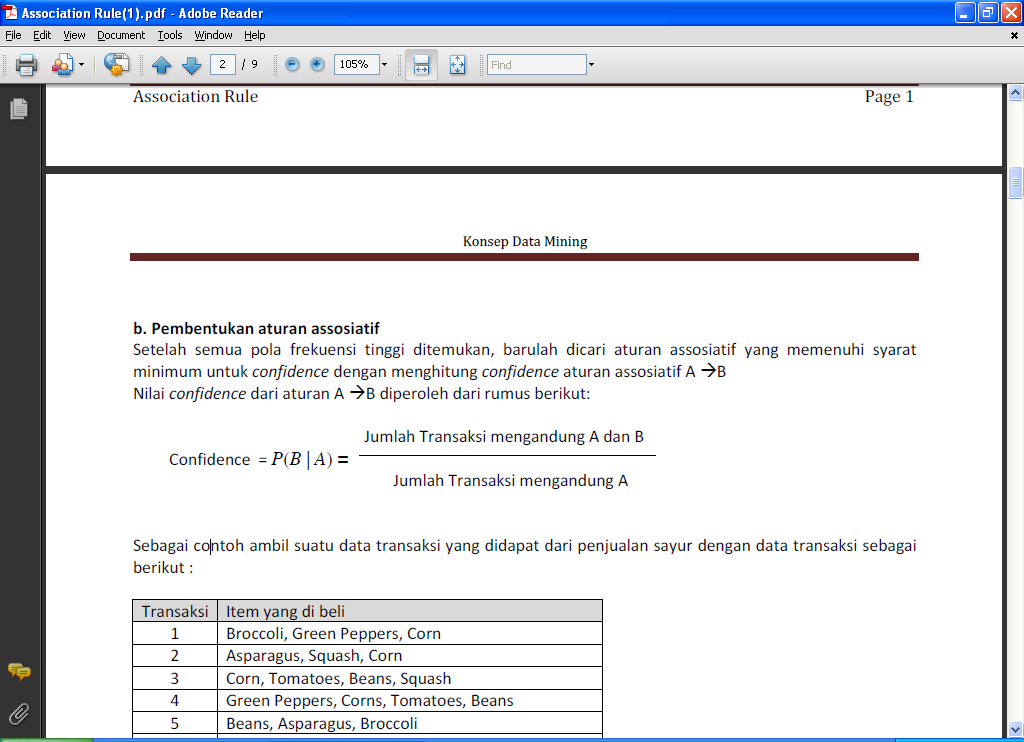 Association Rule(1).pdf - Adobe Reader
File Edit View Document Tools Window Help
2 / 9 105% Find
Association Rule Page 1
Konsep Data Mining
b. Pembentukan aturan assosiatif
Setelah semua pola frekuensi tinggi ditemukan, barulah dicari aturan assosiatif yang memenuhi syarat
minimum untuk confidence dengan menghitung confidence aturan assosiatif A →B
Nilai confidence dari aturan A →B diperoleh dari rumus berikut:
Jumlah Transaksi mengandung A dan B
Confidence = P(B | A) =
Jumlah Transaksi mengandung A
Sebagai contoh ambil suatu data transaksi yang didapat dari penjualan sayur dengan data transaksi sebagai
berikut :
Transaksi Item yang di beli
1 Broccoli, Green Peppers, Corn
2 Asparagus, Squash, Corn
3 Corn, Tomatoes, Beans, Squash
4 Green Peppers, Corns, Tomatoes, Beans
5 Beans, Asparagus, Broccoli